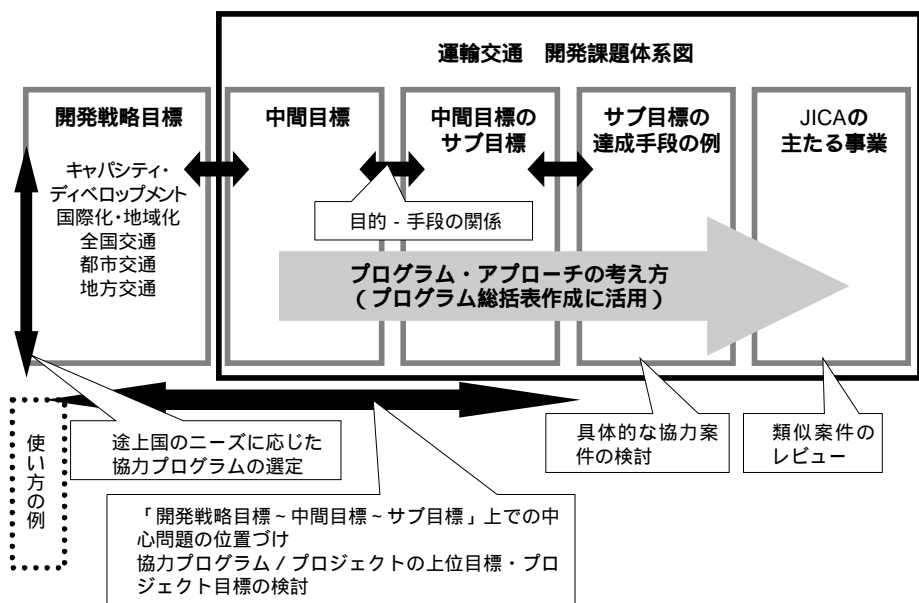 運輸交通　開発課題体系図
開発戦略目標
キャパシティ・
ディベロップメント
国際化・地域化
全国交通
都市交通
地方交通
中間目標
中間目標の
サブ目標
サブ目標の
達成手段の例
JICAの
主たる事業
目的 - 手段の関係
プログラム・アプローチの考え方
（プログラム総括表作成に活用）
使い方の例
途上国のニーズに応じた
協力プログラムの選定
具体的な協力案
件の検討
類似案件の
レビュー
「開発戦略目標～中間目標～サブ目標」上での中
心問題の位置づけ
協力プログラム / プロジェクトの上位目標・プロ
ジェクト目標の検討